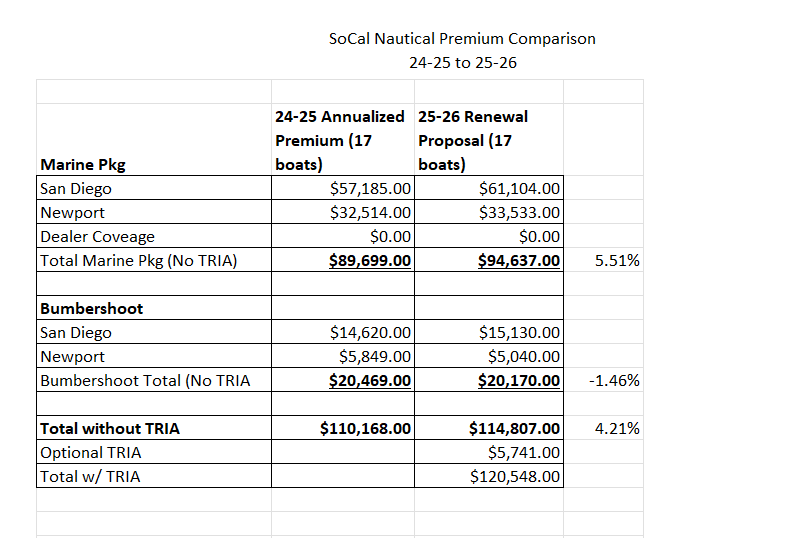 SoCal Nautical Premium Comparison
24-25 to 25-26
24-25 Annualized 25-26 Renewal
Premium (17 Proposal (17
Marine Pkg boats) boats)
San Diego $57,185.00 $61,104.00
Newport $32,514.00 $33,533.00
Dealer Coveage $0.00 $0.00
Total Marine Pkg (No TRIA) $89,699.00 $94,637.00 5.51%
Bumbershoot
San Diego $14,620.00 $15,130.00
Newport $5,849.00 $5,040.00
Bumbershoot Total (No TRIA $20,469.00 $20,170.00 -1.46%
Total without TRIA $110,168.00 $114,807.00 4.21%
Optional TRIA $5,741.00
Total w/ TRIA $120,548.00